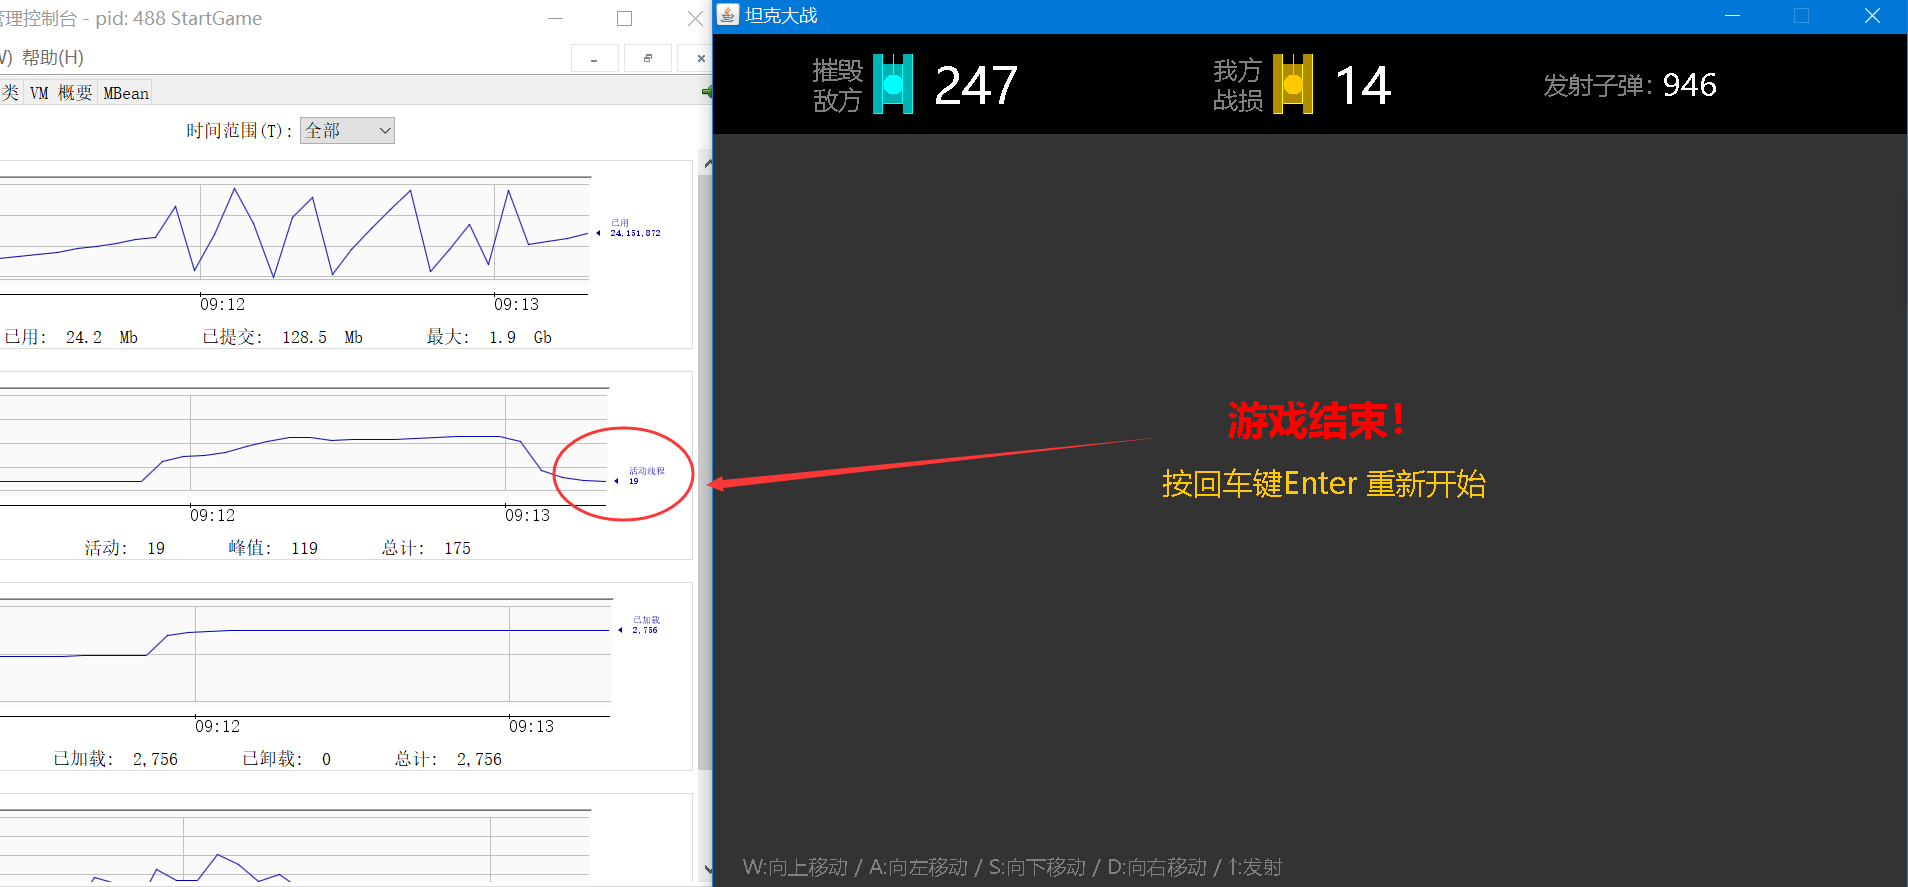 管理控制台 - pid: 488 StartGame
W) 帮助(H)
类 VM 概要 MBean
时间范围(T): 全部
已用
24,151,872
09:12 09:13
已用: 24.2 Mb 已提交: 128.5 Mb 最大: 1.9 Gb
活动线程
19
09:12 09:13
活动: 19 峰值: 119 总计: 175
已加载
2,756
09:12 09:13
已加载: 2,756 已卸载: 0 总计: 2,756
坦克大战
摧毁
敌方
247
我方
战损
14
发射子弹: 946
游戏结束!
按回车键Enter 重新开始
W:向上移动 / A:向左移动 / S:向下移动 / D:向右移动 / ↑:发射